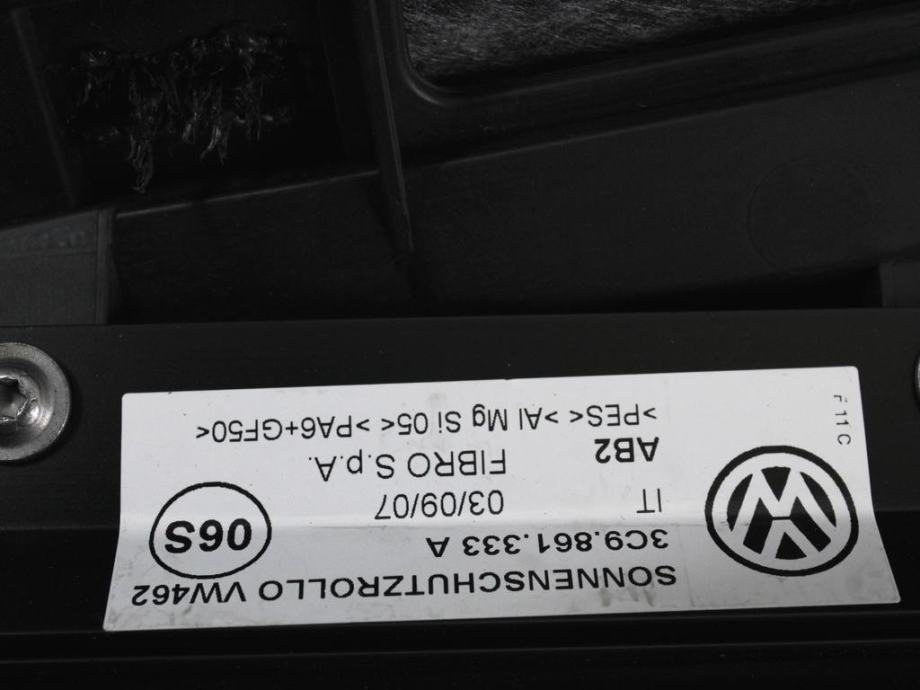 SONNENSCHUTZROLLO VW462
3C9.861.333 A
IT 03/09/07
FIBRO S.p.A.
06S
AB2
>PES< >Al Mg Si 05< >PA6+GF50<
F11C